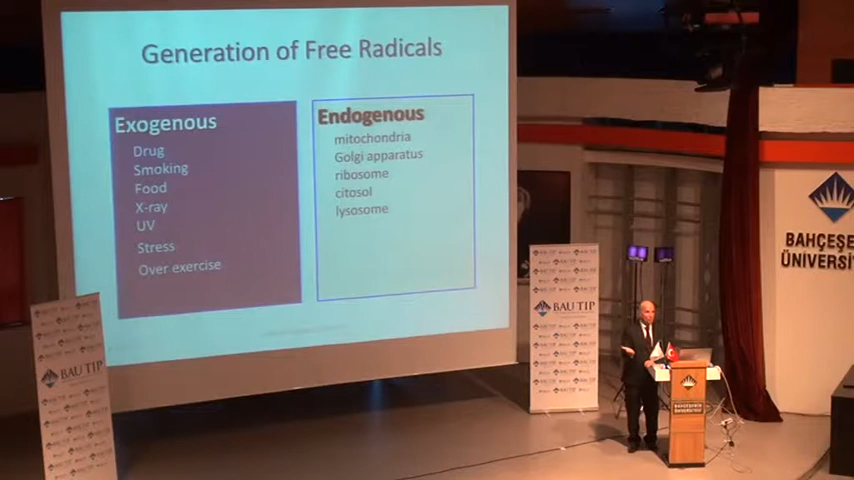 Generation of Free Radicals
Exogenous
Drug
Smoking
Food
X-ray
UV
Stress
Over exercise
Endogenous
mitochondria
Golgi apparatus
ribosome
citosol
lysosome
BAU TIP
BAU TIP
BAHÇEŞE
ÜNİVERSİ
BAHÇEŞEHİR